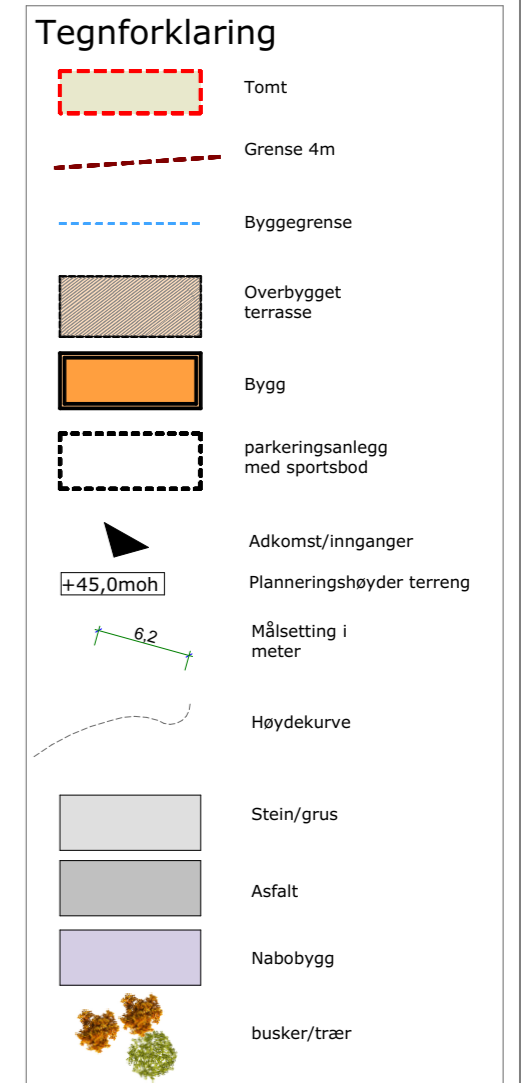 Tegnforklaring
Tomt
Grense 4m
Byggegrense
Overbygget
terrasse
Bygg
parkeringsanlegg
med sportsbod
Adkomst/innganger
+45,0moh
Planneringshøyder terreng
6,2
Målsetting i
meter
Høydekurve
Stein/grus
Asfalt
Nabobygg
busker/trær